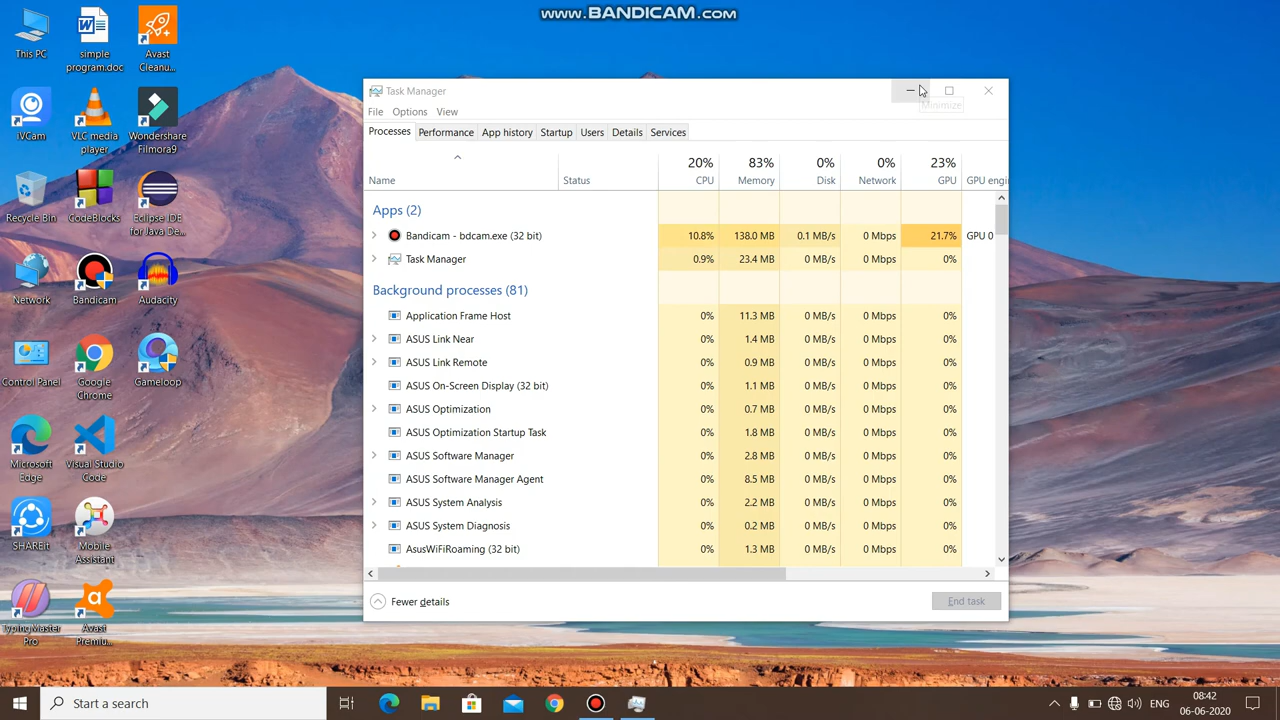 www.BANDICAM.com
This PC
simple program.doc
Avast Cleanu...
iVCam
VLC media player
Wondershare Filmora9
Recycle Bin
CodeBlocks
Eclipse IDE for Java De...
Network
Bandicam
Audacity
Control Panel
Google Chrome
Gameloop
Microsoft Edge
Visual Studio Code
SHAREit
Mobile Assistant
TypingMaster Pro
Avast Premiu...
Task Manager
Minimize
File Options View
Processes Performance App history Startup Users Details Services
20% 83% 0% 0% 23%
Name Status CPU Memory Disk Network GPU GPU engi
Apps (2)
Bandicam - bdcam.exe (32 bit) 10.8% 138.0 MB 0.1 MB/s 0 Mbps 21.7% GPU 0
Task Manager 0.9% 23.4 MB 0 MB/s 0 Mbps 0%
Background processes (81)
Application Frame Host 0% 11.3 MB 0 MB/s 0 Mbps 0%
ASUS Link Near 0% 1.4 MB 0 MB/s 0 Mbps 0%
ASUS Link Remote 0% 0.9 MB 0 MB/s 0 Mbps 0%
ASUS On-Screen Display (32 bit) 0% 1.1 MB 0 MB/s 0 Mbps 0%
ASUS Optimization 0% 0.7 MB 0 MB/s 0 Mbps 0%
ASUS Optimization Startup Task 0% 1.8 MB 0 MB/s 0 Mbps 0%
ASUS Software Manager 0% 2.8 MB 0 MB/s 0 Mbps 0%
ASUS Software Manager Agent 0% 8.5 MB 0 MB/s 0 Mbps 0%
ASUS System Analysis 0% 2.2 MB 0 MB/s 0 Mbps 0%
ASUS System Diagnosis 0% 0.2 MB 0 MB/s 0 Mbps 0%
AsusWiFiRoaming (32 bit) 0% 1.3 MB 0 MB/s 0 Mbps 0%
Fewer details End task
Start a search
ENG
08:42
06-06-2020